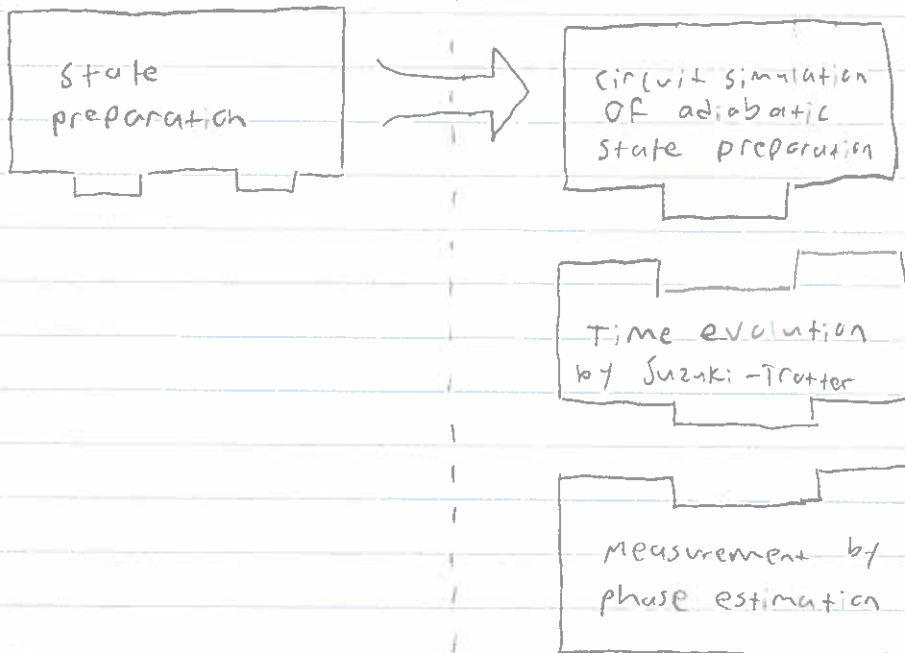 state
preparation
circuit simulation
of adiabatic
state preparation
Time evolution
by Suzuki-Trotter
measurement by
phase estimation